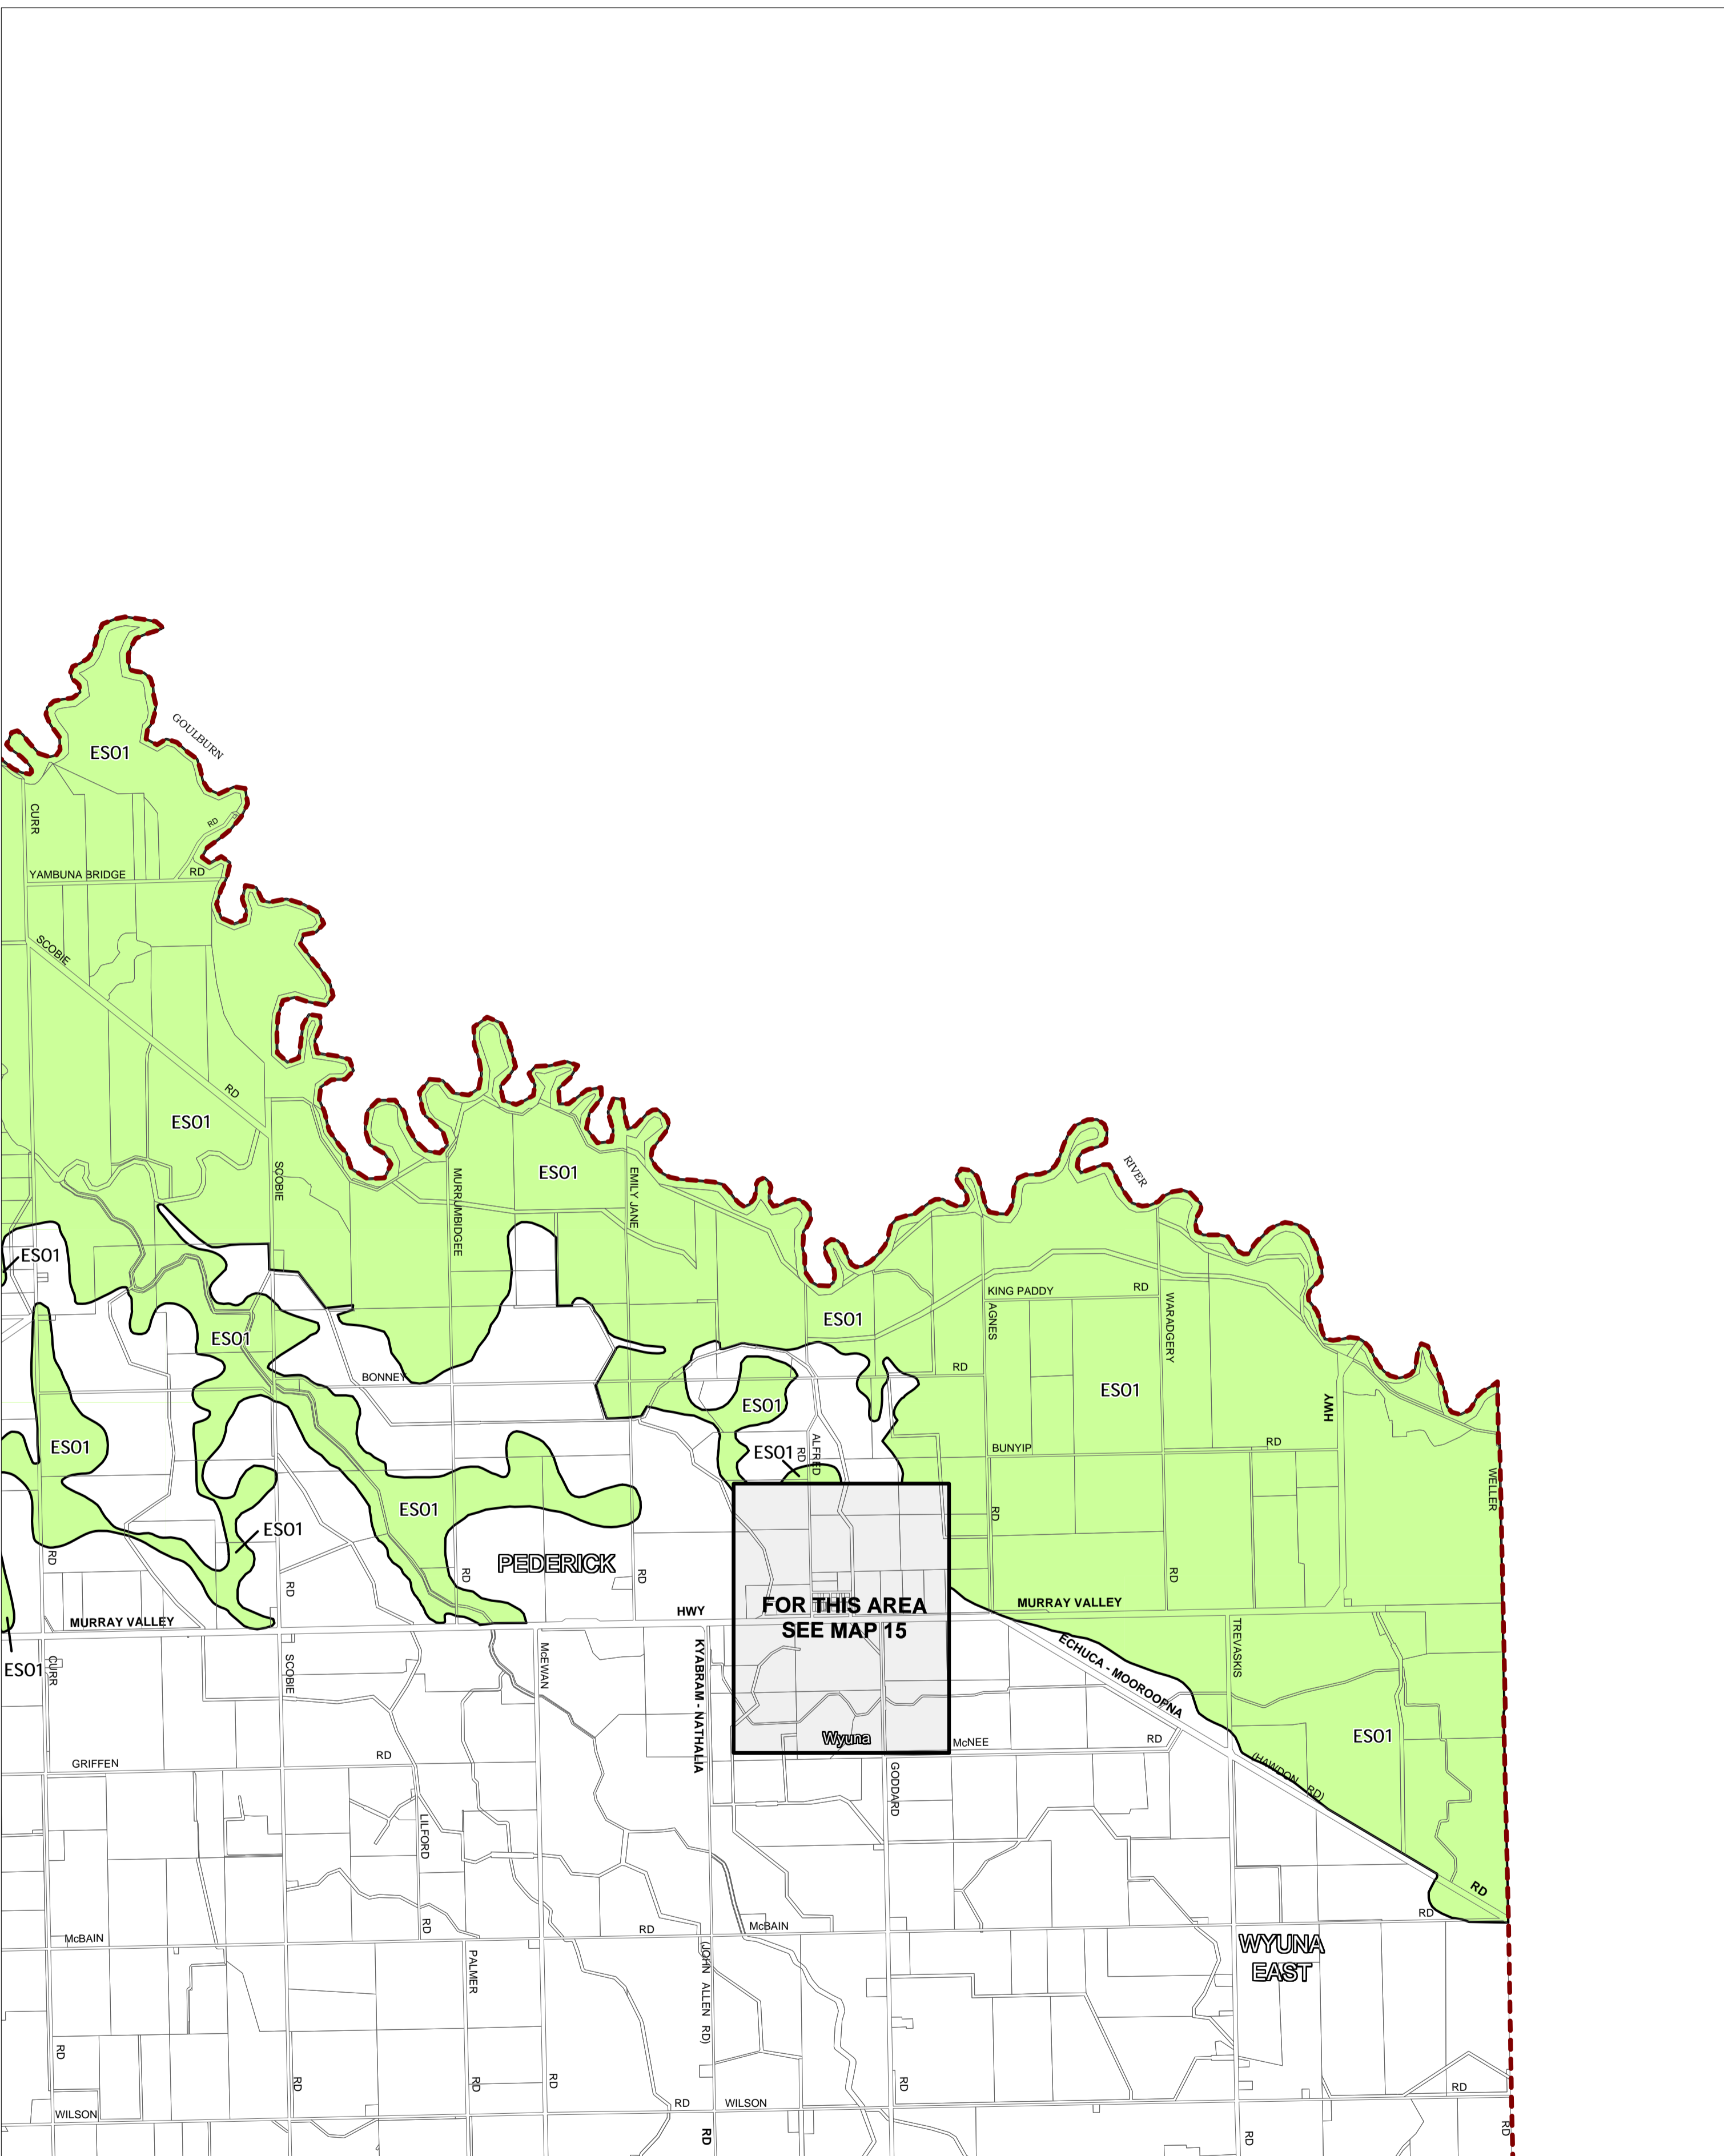 GOULBURN
ESO1
CURR
RD
YAMBUNA BRIDGE
RD
SCOBIE
RD
ESO1
SCOBIE
MURRUMBIDGEE
ESO1
EMILY JANE
RIVER
ESO1
KING PADDY
RD
AGNES
WARADGERY
ESO1
ESO1
BONNEY
RD
ESO1
ESO1
HWY
ESO1
ESO1
RD
ALFRED
BUNYIP
RD
WELLER
ESO1
ESO1
RD
RD
PEDERICK
RD
RD
RD
RD
RD
MURRAY VALLEY
HWY
FOR THIS AREA
SEE MAP 15
MURRAY VALLEY
ESO1
CURR
SCOBIE
McEWAN
KYABRAM - NATHALIA
ECHUCA - MOOROOPNA
TREVASKIS
Wyuna
McNEE
RD
ESO1
GRIFFEN
RD
GODDARD
(HAWDON RD)
LILFORD
RD
RD
McBAIN
RD
RD
McBAIN
(JOHN ALLEN RD)
PALMER
WYUNA
EAST
RD
RD
RD
RD
RD
RD
WILSON
RD
WILSON
RD
RD
RD